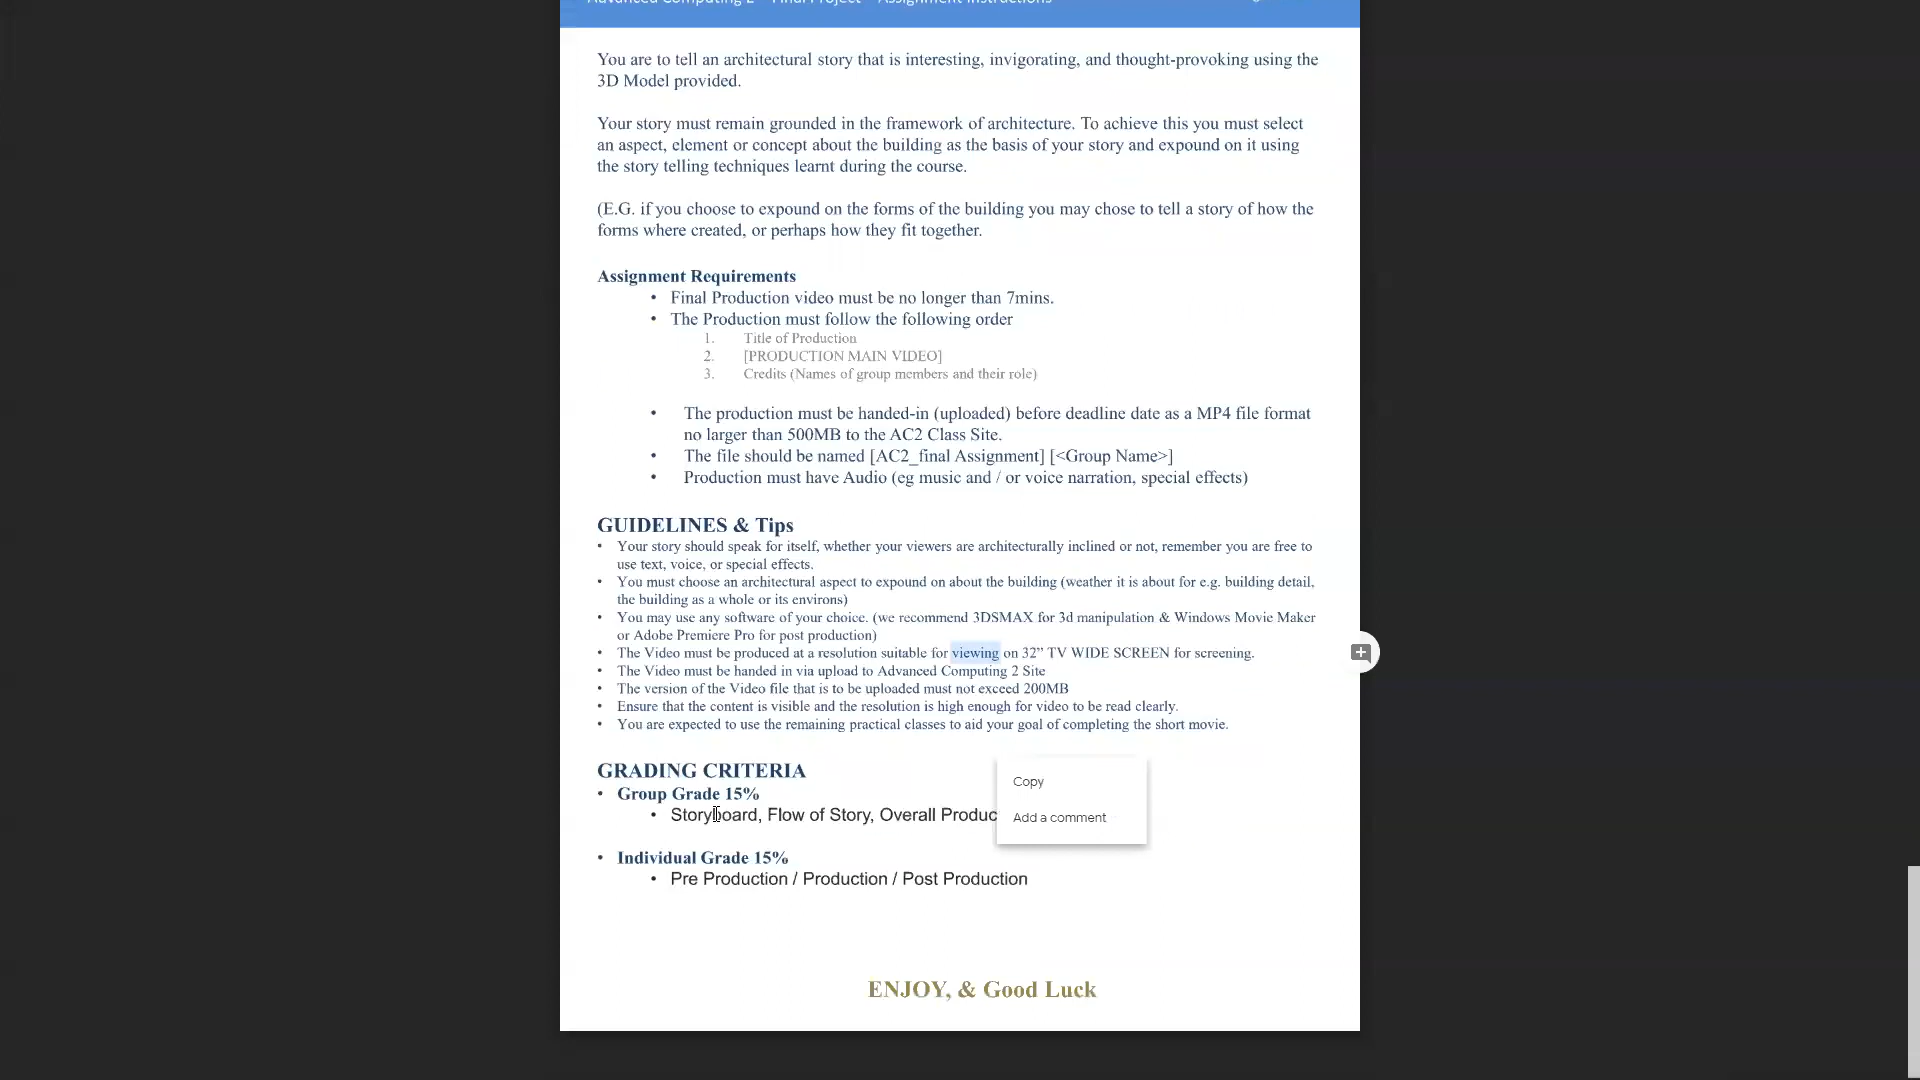 Advanced Computing 2 – Final Project – Assignment Instructions
You are to tell an architectural story that is interesting, invigorating, and thought-provoking using the
3D Model provided.
Your story must remain grounded in the framework of architecture. To achieve this you must select
an aspect, element or concept about the building as the basis of your story and expound on it using
the story telling techniques learnt during the course.
(E.G. if you choose to expound on the forms of the building you may chose to tell a story of how the
forms where created, or perhaps how they fit together.
Assignment Requirements
• Final Production video must be no longer than 7mins.
• The Production must follow the following order
1. Title of Production
2. [PRODUCTION MAIN VIDEO]
3. Credits (Names of group members and their role)
• The production must be handed-in (uploaded) before deadline date as a MP4 file format
no larger than 500MB to the AC2 Class Site.
• The file should be named [AC2_final Assignment] [<Group Name>]
• Production must have Audio (eg music and / or voice narration, special effects)
GUIDELINES & Tips
• Your story should speak for itself, whether your viewers are architecturally inclined or not, remember you are free to
use text, voice, or special effects.
• You must choose an architectural aspect to expound on about the building (weather it is about for e.g. building detail,
the building as a whole or its environs)
• You may use any software of your choice. (we recommend 3DSMAX for 3d manipulation & Windows Movie Maker
or Adobe Premiere Pro for post production)
• The Video must be produced at a resolution suitable for viewing on 32” TV WIDE SCREEN for screening.
• The Video must be handed in via upload to Advanced Computing 2 Site
• The version of the Video file that is to be uploaded must not exceed 200MB
• Ensure that the content is visible and the resolution is high enough for video to be read clearly.
• You are expected to use the remaining practical classes to aid your goal of completing the short movie.
GRADING CRITERIA
• Group Grade 15%
• Storyboard, Flow of Story, Overall Produc
Copy
Add a comment
• Individual Grade 15%
• Pre Production / Production / Post Production
ENJOY, & Good Luck